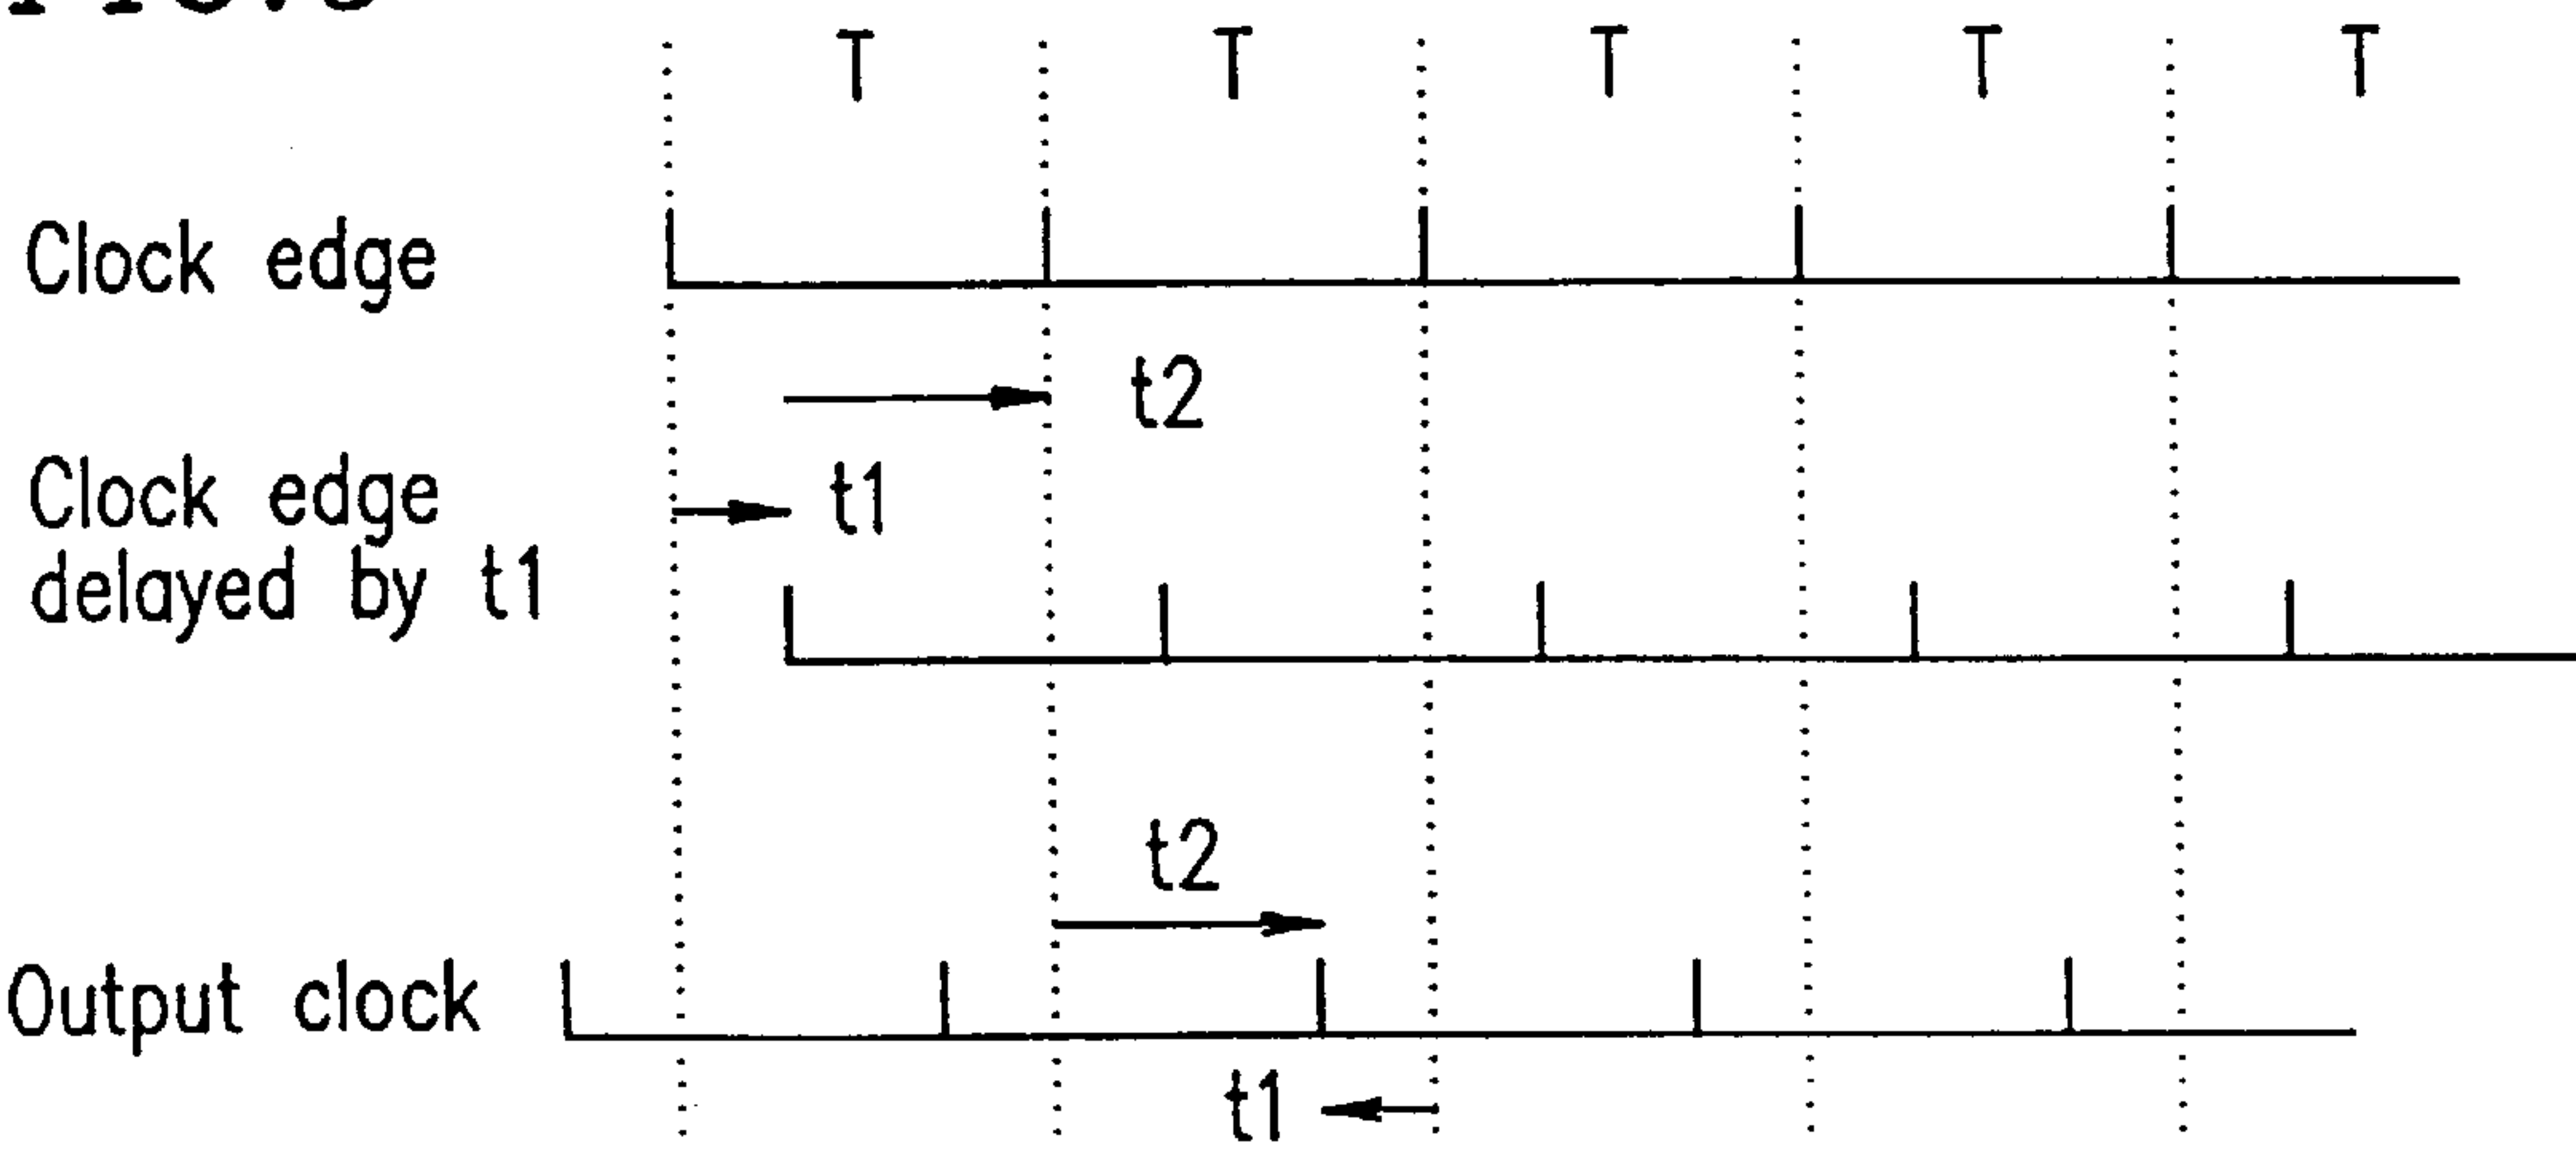 T T T T T
Clock edge
t2
Clock edge
delayed by t1
t1
t2
Output clock
t1